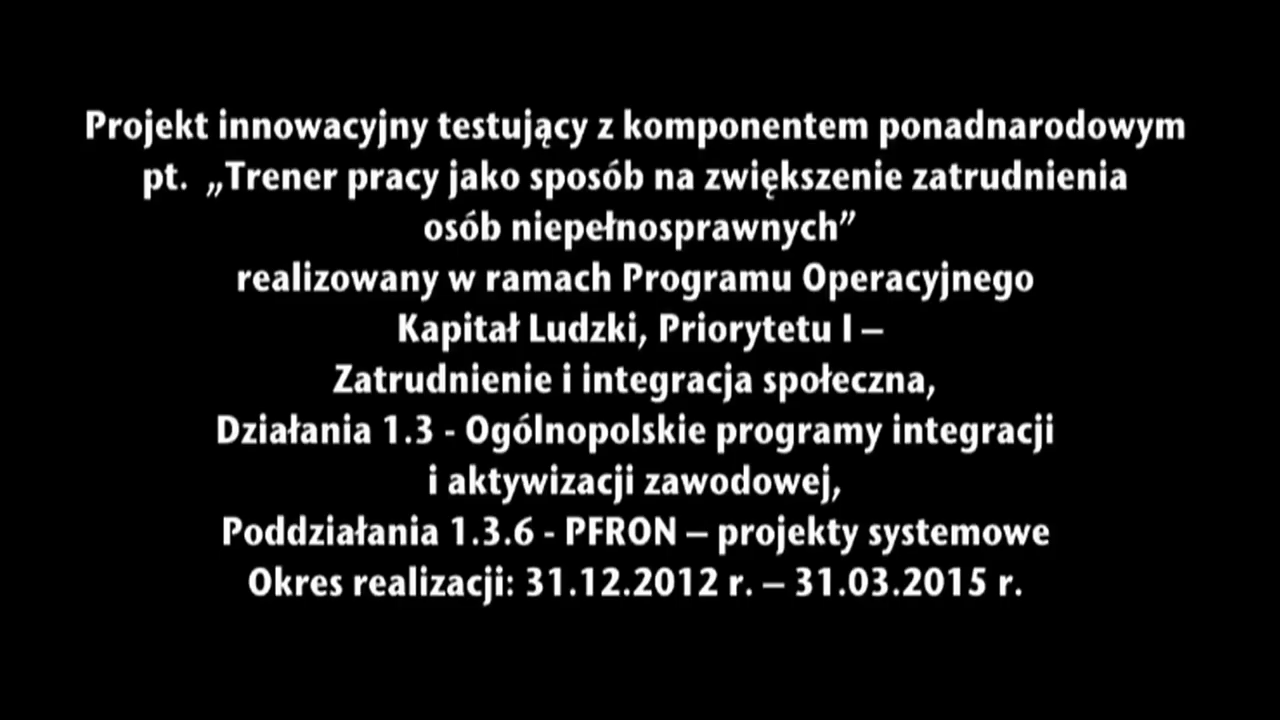 Projekt innowacyjny testujący z komponentem ponadnarodowym
pt. „Trener pracy jako sposób na zwiększenie zatrudnienia
osób niepełnosprawnych”
realizowany w ramach Programu Operacyjnego
Kapitał Ludzki, Priorytetu I –
Zatrudnienie i integracja społeczna,
Działania 1.3 - Ogólnopolskie programy integracji
i aktywizacji zawodowej,
Poddziałania 1.3.6 - PFRON – projekty systemowe
Okres realizacji: 31.12.2012 r. – 31.03.2015 r.